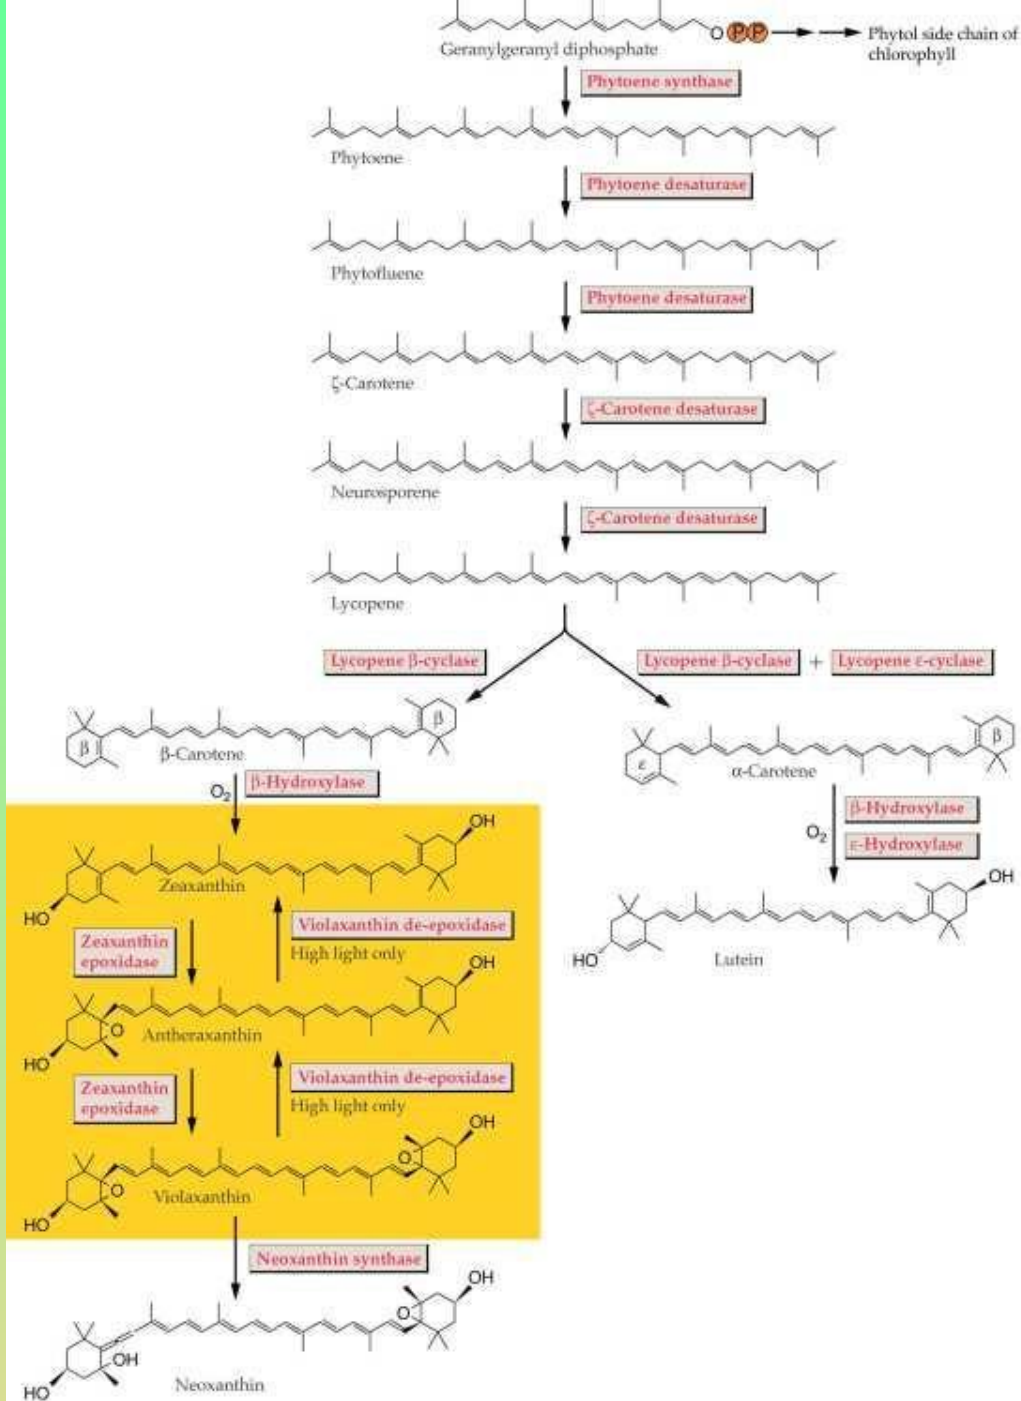 O PP
Phytol side chain of
chlorophyll
Geranylgeranyl diphosphate
Phytoene synthase
Phytoene
Phytoene desaturase
Phytofluene
Phytoene desaturase
ζ-Carotene
ζ-Carotene desaturase
Neurosporene
ζ-Carotene desaturase
Lycopene
Lycopene β-cyclase
Lycopene β-cyclase + Lycopene ε-cyclase
β
β
β-Carotene
ε
β
α-Carotene
O2
β-Hydroxylase
O2
β-Hydroxylase
ε-Hydroxylase
OH
Zeaxanthin
HO
OH
HO
Lutein
Zeaxanthin
epoxidase
Violaxanthin de-epoxidase
High light only
OH
O
Antheraxanthin
HO
Zeaxanthin
epoxidase
Violaxanthin de-epoxidase
High light only
OH
O
O
Violaxanthin
HO
Neoxanthin synthase
OH
O
OH
HO
Neoxanthin